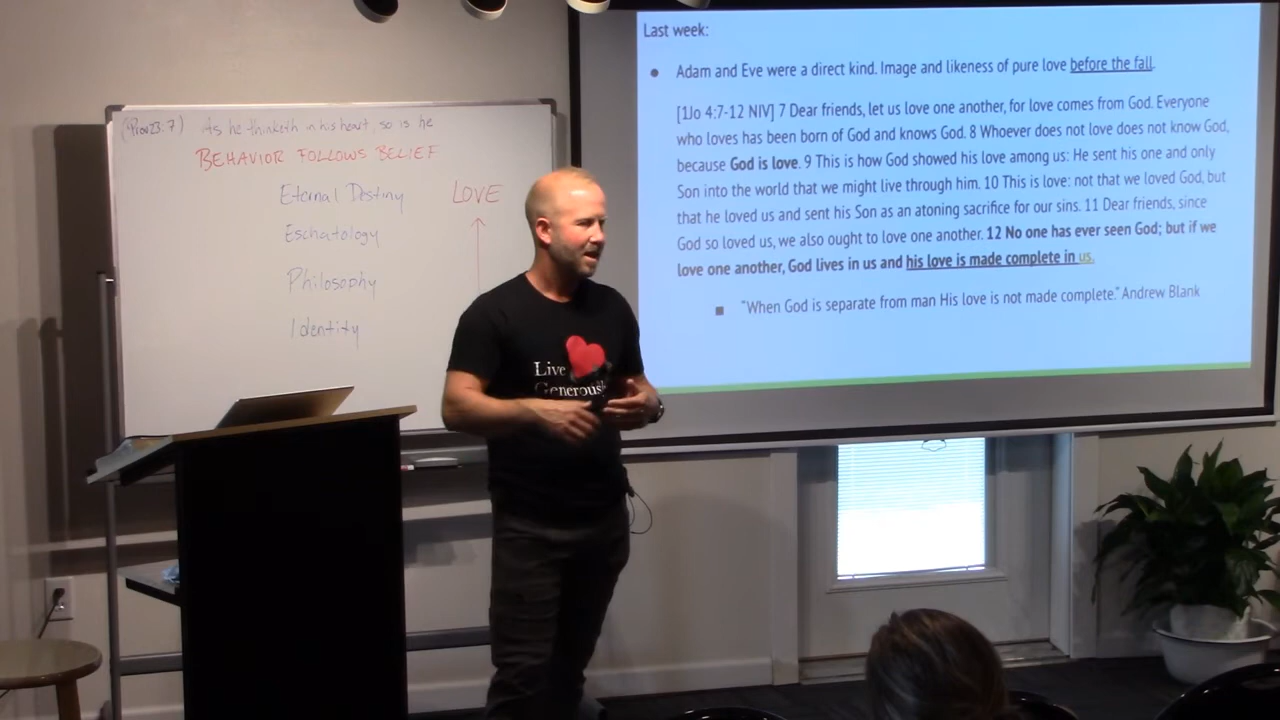 (Prov 23:7) As he thinketh in his heart, so is he
BEHAVIOR FOLLOWS BELIEF
Eternal Destiny
LOVE
Eschatology
Philosophy
Identity
Live
Generously
Last week:
Adam and Eve were a direct kind. Image and likeness of pure love before the fall.
[1Jo 4:7-12 NIV] 7 Dear friends, let us love one another, for love comes from God. Everyone
who loves has been born of God and knows God. 8 Whoever does not love does not know God,
because God is love. 9 This is how God showed his love among us: He sent his one and only
Son into the world that we might live through him. 10 This is love: not that we loved God, but
that he loved us and sent his Son as an atoning sacrifice for our sins. 11 Dear friends, since
God so loved us, we also ought to love one another. 12 No one has ever seen God; but if we
love one another, God lives in us and his love is made complete in us.
"When God is separate from man His love is not made complete." Andrew Blank